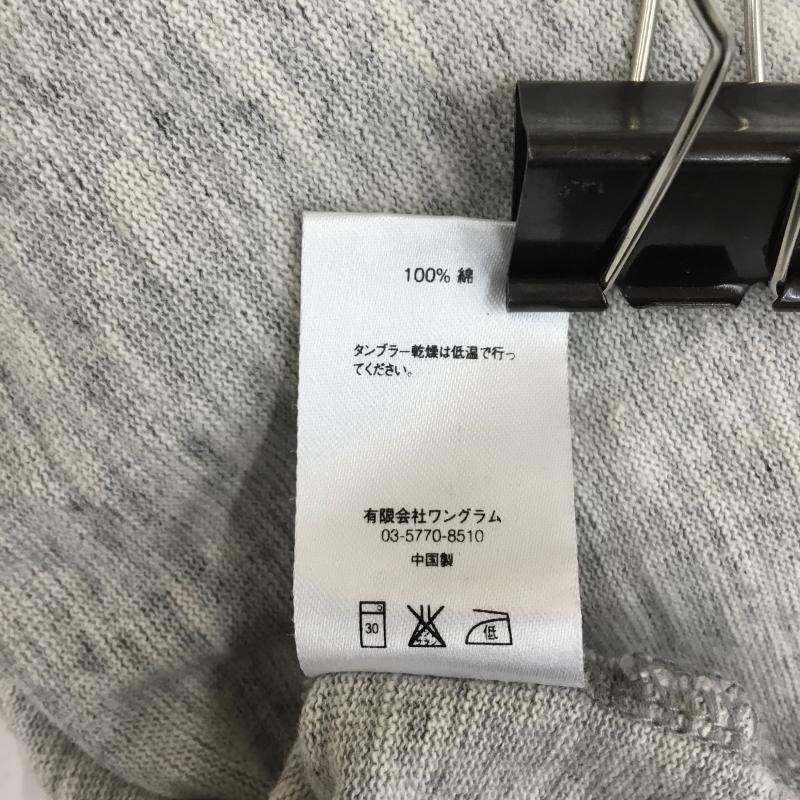 100% 綿
タンブラー乾燥は低温で行っ
てください。
有限会社ワングラム
03-5770-8510
中国製
30
低